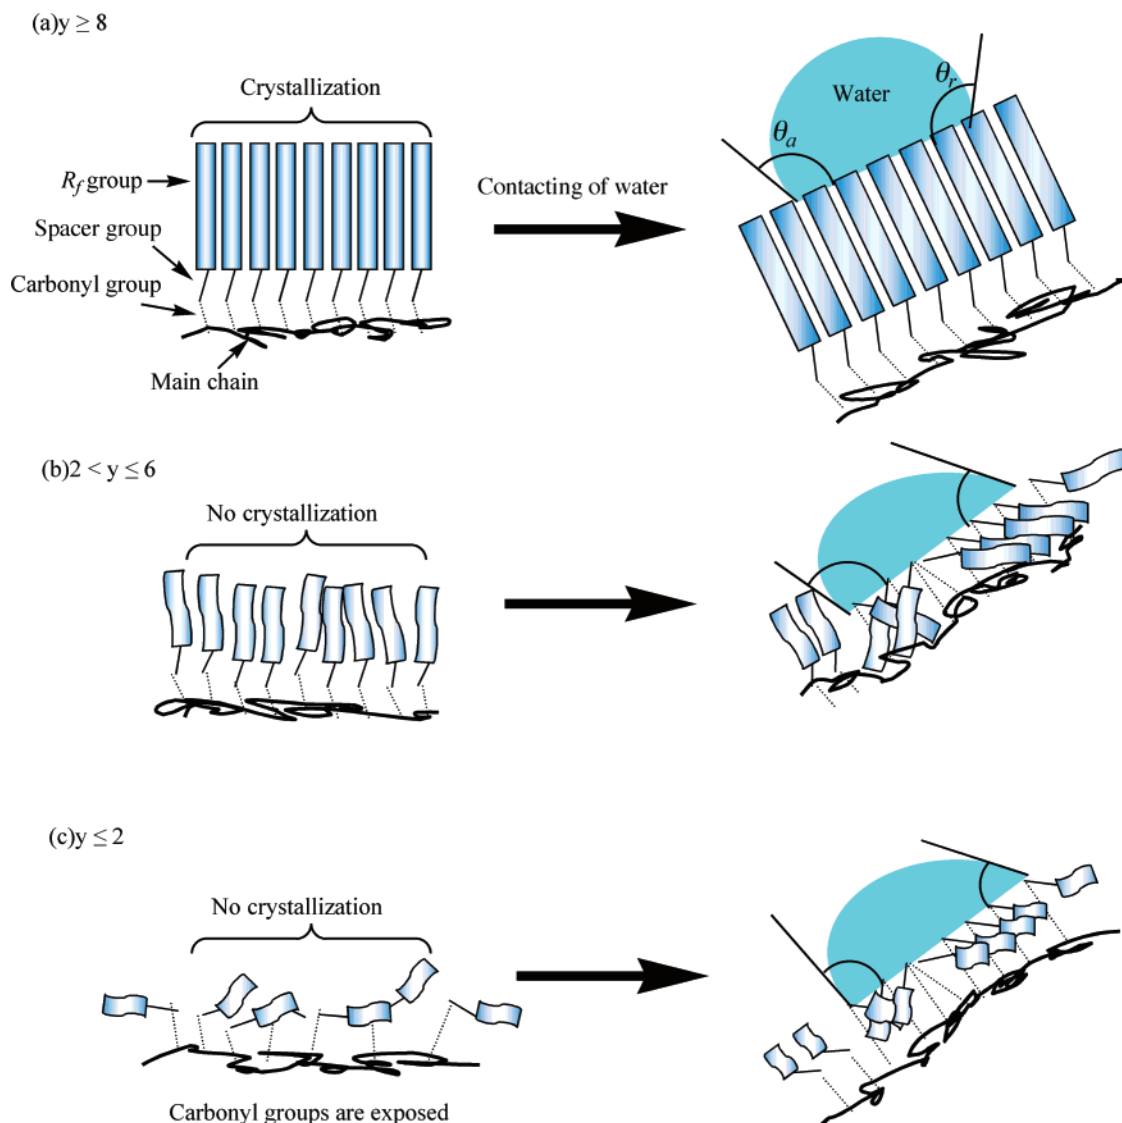 (a)y ≥ 8
Crystallization
R_f group
Spacer group
Carbonyl group
Main chain
Contacting of water
Water
θ_a
θ_r
(b)2 < y ≤ 6
No crystallization
(c)y ≤ 2
No crystallization
Carbonyl groups are exposed